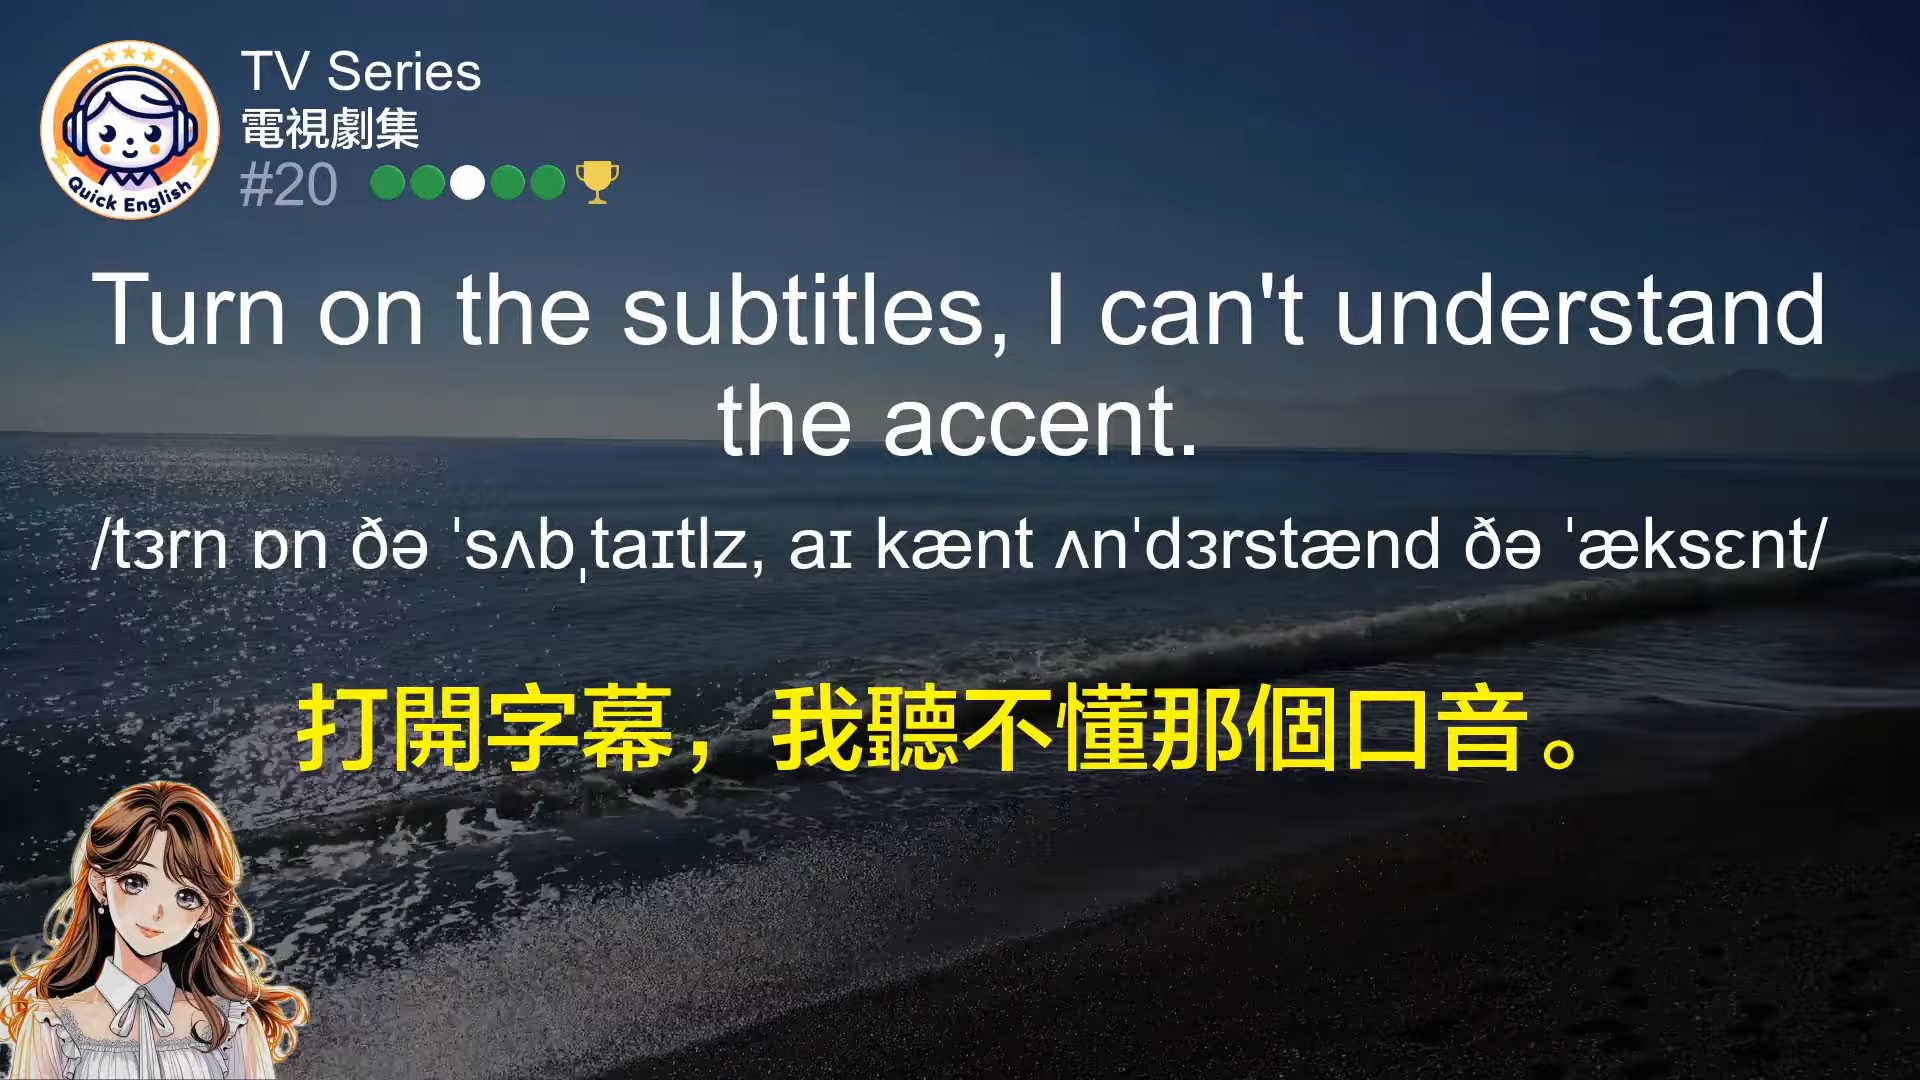 TV Series
電視劇集
#20
Quick English
Turn on the subtitles, I can't understand
the accent.
/tɜrn ɒn ðə ˈsʌbˌtaɪtlz, aɪ kænt ʌnˈdɜrstænd ðə ˈæksɛnt/
打開字幕，我聽不懂那個口音。